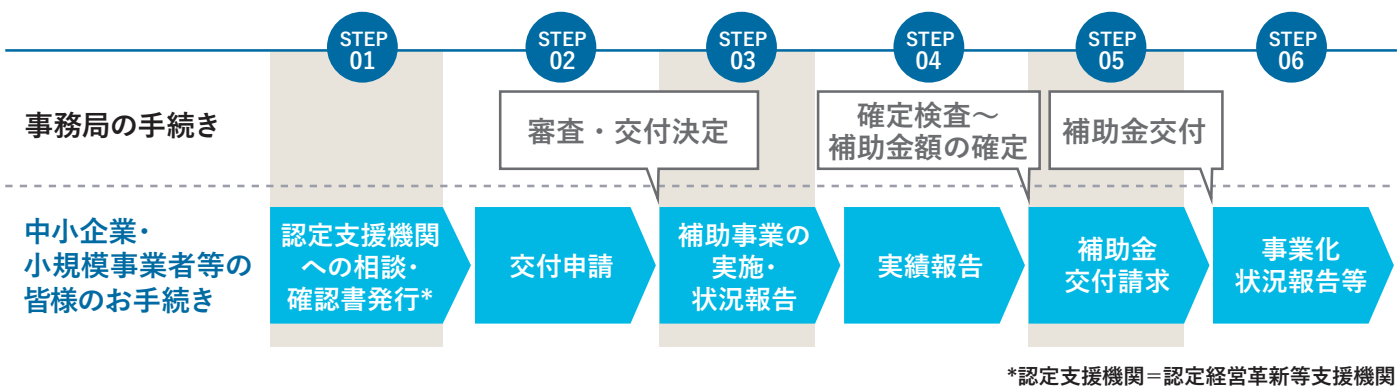 STEP
01
STEP
02
STEP
03
STEP
04
STEP
05
STEP
06
事務局の手続き
審査・交付決定
確定検査～
補助金額の確定
補助金交付
中小企業・
小規模事業者等の
皆様のお手続き
認定支援機関
への相談・
確認書発行*
交付申請
補助事業の
実施・
状況報告
実績報告
補助金
交付請求
事業化
状況報告等
*認定支援機関＝認定経営革新等支援機関